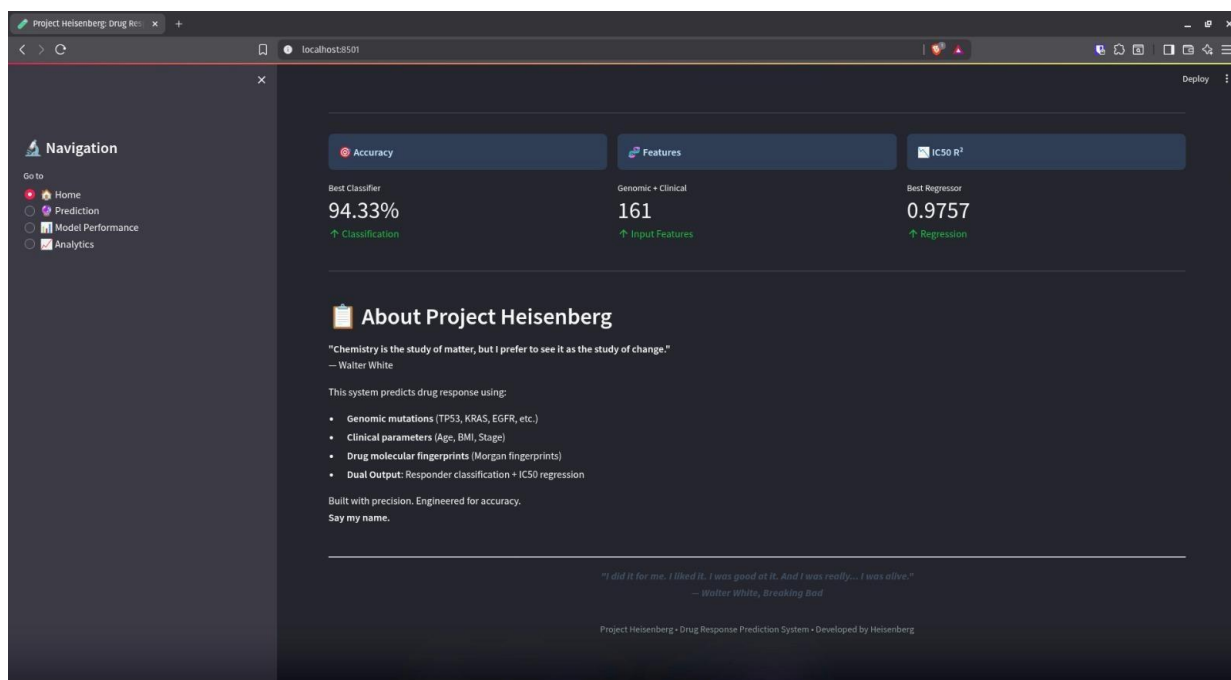 Project Heisenberg: Drug Res
localhost:8501
Deploy
Navigation
Go to
Home
Prediction
Model Performance
Analytics
Accuracy
Features
IC50 R²
Best Classifier
Genomic + Clinical
Best Regressor
94.33%
161
0.9757
↑ Classification
↑ Input Features
↑ Regression
About Project Heisenberg
"Chemistry is the study of matter, but I prefer to see it as the study of change."
— Walter White
This system predicts drug response using:
• Genomic mutations (TP53, KRAS, EGFR, etc.)
• Clinical parameters (Age, BMI, Stage)
• Drug molecular fingerprints (Morgan fingerprints)
• Dual Output: Responder classification + IC50 regression
Built with precision. Engineered for accuracy.
Say my name.
"I did it for me. I liked it. I was good at it. And I was really... I was alive."
— Walter White, Breaking Bad
Project Heisenberg • Drug Response Prediction System • Developed by Heisenberg